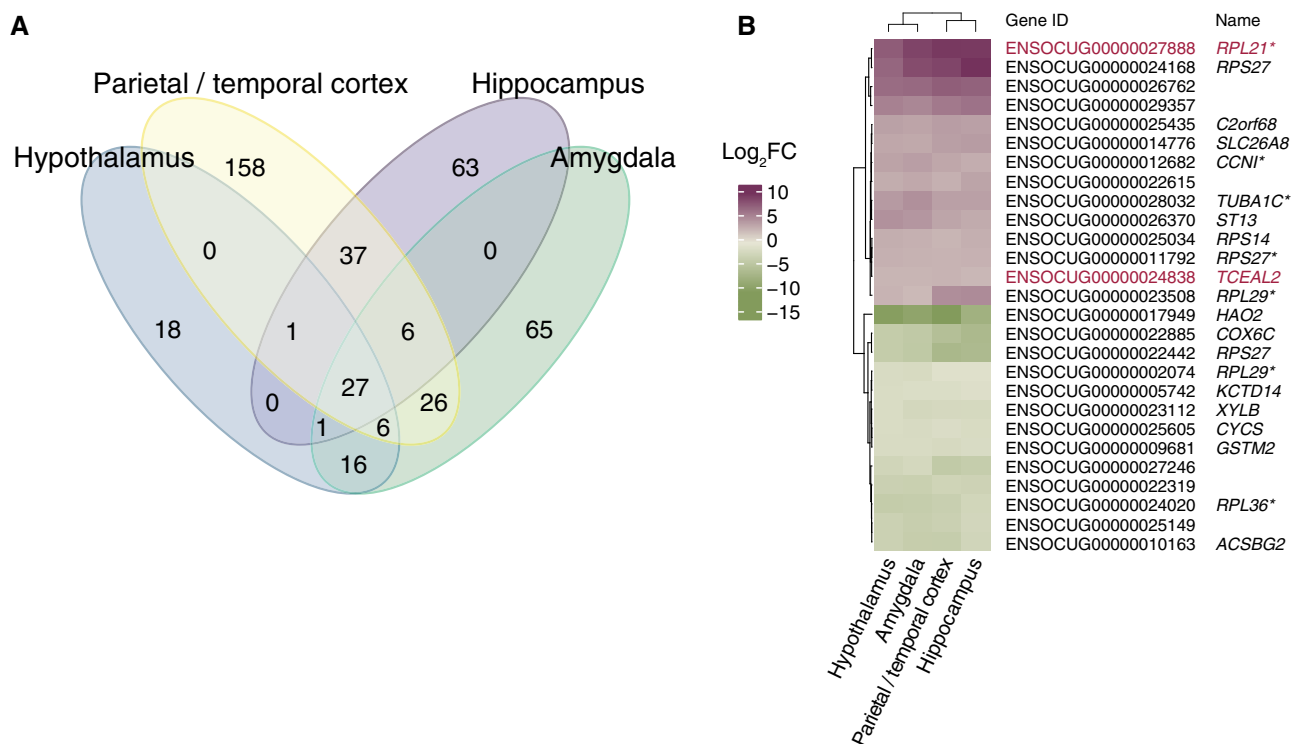 A
Parietal / temporal cortex
Hippocampus
Hypothalamus
Amygdala
158
63
0
37
0
18
1
6
65
27
0
26
1
6
16
B
Gene ID Name
Log2FC
10
5
0
−5
−10
−15
ENSOCUG00000027888 RPL21*
ENSOCUG00000024168 RPS27
ENSOCUG00000026762
ENSOCUG00000029357
ENSOCUG00000025435 C2orf68
ENSOCUG00000014776 SLC26A8
ENSOCUG00000012682 CCNI*
ENSOCUG00000022615
ENSOCUG00000028032 TUBA1C*
ENSOCUG00000026370 ST13
ENSOCUG00000025034 RPS14
ENSOCUG00000011792 RPS27*
ENSOCUG00000024838 TCEAL2
ENSOCUG00000023508 RPL29*
ENSOCUG00000017949 HAO2
ENSOCUG00000022885 COX6C
ENSOCUG00000022442 RPS27
ENSOCUG00000002074 RPL29*
ENSOCUG00000005742 KCTD14
ENSOCUG00000023112 XYLB
ENSOCUG00000025605 CYCS
ENSOCUG00000009681 GSTM2
ENSOCUG00000027246
ENSOCUG00000022319
ENSOCUG00000024020 RPL36*
ENSOCUG00000025149
ENSOCUG00000010163 ACSBG2
Hypothalamus
Amygdala
Parietal / temporal cortex
Hippocampus